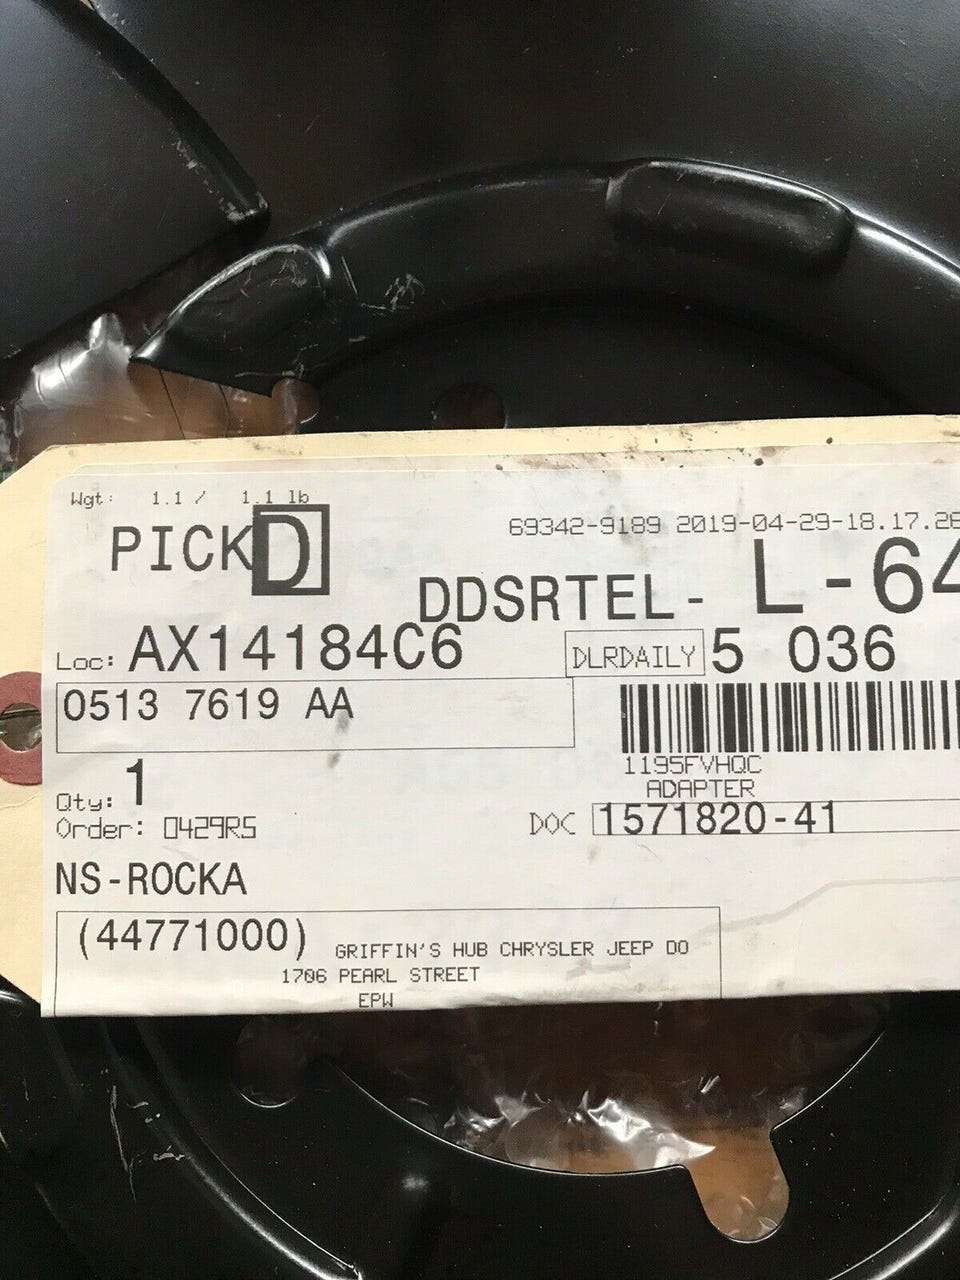 Wgt: 1.1 / 1.1 lb
69342-9189 2019-04-29-18.17.26
PICK D
DDSRTEL- L-64
Loc: AX14184C6 DLRDAILY 5 036
0513 7619 AA
1195FVHQC
ADAPTER
Qty: 1
Order: 0429RS
DOC 1571820-41
NS-ROCKA
(44771000) GRIFFIN'S HUB CHRYSLER JEEP DO
1706 PEARL STREET
EPW